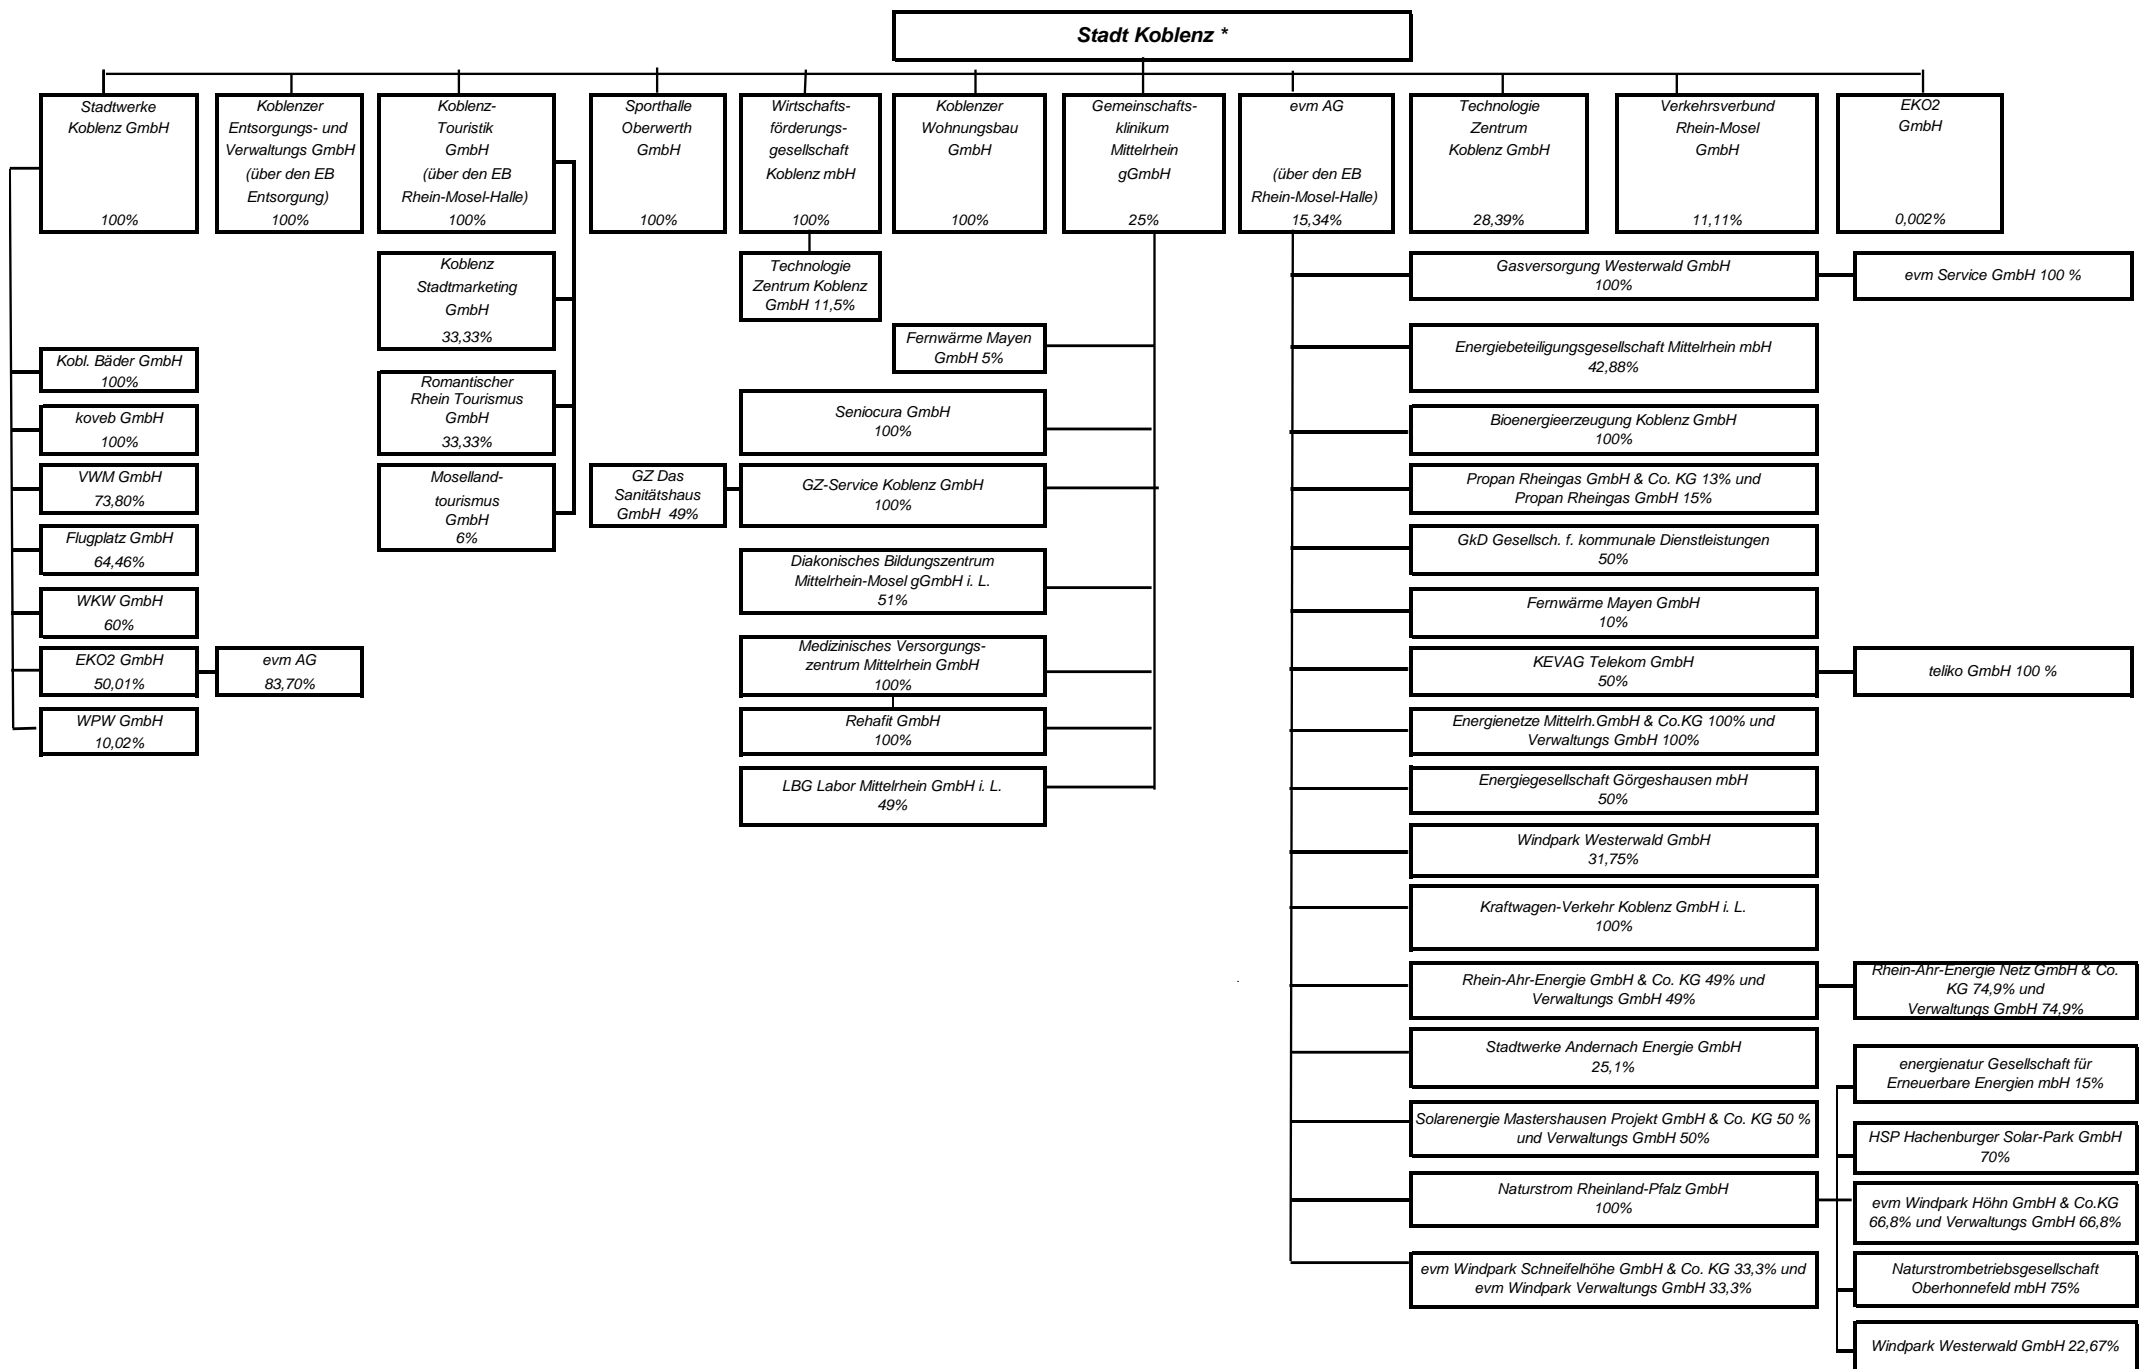 Stadt Koblenz *
Stadtwerke
Koblenz GmbH
100%
Koblenzer
Entsorgungs- und
Verwaltungs GmbH
(über den EB
Entsorgung)
100%
Koblenz-
Touristik
GmbH
(über den EB
Rhein-Mosel-Halle)
100%
Sporthalle
Oberwerth
GmbH
100%
Wirtschafts-
förderungs-
gesellschaft
Koblenz mbH
100%
Koblenzer
Wohnungsbau
GmbH
100%
Gemeinschafts-
klinikum
Mittelrhein
gGmbH
25%
evm AG
(über den EB
Rhein-Mosel-Halle)
15,34%
Technologie
Zentrum
Koblenz GmbH
28,39%
Verkehrsverbund
Rhein-Mosel
GmbH
11,11%
EKO2
GmbH
0,002%
Kobl. Bäder GmbH
100%
koveb GmbH
100%
VWM GmbH
73,80%
Flugplatz GmbH
64,46%
WKW GmbH
60%
EKO2 GmbH
50,01%
evm AG
83,70%
WPW GmbH
10,02%
Koblenz
Stadtmarketing
GmbH
33,33%
Romantischer
Rhein Tourismus
GmbH
33,33%
Moselland-
tourismus
GmbH
6%
Technologie
Zentrum Koblenz
GmbH 11,5%
Fernwärme Mayen
GmbH 5%
Seniocura GmbH
100%
GZ Das
Sanitätshaus
GmbH 49%
GZ-Service Koblenz GmbH
100%
Diakonisches Bildungszentrum
Mittelrhein-Mosel gGmbH i. L.
51%
Medizinisches Versorgungs-
zentrum Mittelrhein GmbH
100%
Rehafit GmbH
100%
LBG Labor Mittelrhein GmbH i. L.
49%
Gasversorgung Westerwald GmbH
100%
evm Service GmbH 100 %
Energiebeteiligungsgesellschaft Mittelrhein mbH
42,88%
Bioenergieerzeugung Koblenz GmbH
100%
Propan Rheingas GmbH & Co. KG 13% und
Propan Rheingas GmbH 15%
GkD Gesellsch. f. kommunale Dienstleistungen
50%
Fernwärme Mayen GmbH
10%
KEVAG Telekom GmbH
50%
teliko GmbH 100 %
Energienetze Mittelrh.GmbH & Co.KG 100% und
Verwaltungs GmbH 100%
Energiegesellschaft Görgeshausen mbH
50%
Windpark Westerwald GmbH
31,75%
Kraftwagen-Verkehr Koblenz GmbH i. L.
100%
Rhein-Ahr-Energie GmbH & Co. KG 49% und
Verwaltungs GmbH 49%
Rhein-Ahr-Energie Netz GmbH & Co.
KG 74,9% und
Verwaltungs GmbH 74,9%
Stadtwerke Andernach Energie GmbH
25,1%
Solarenergie Mastershausen Projekt GmbH & Co. KG 50 %
und Verwaltungs GmbH 50%
Naturstrom Rheinland-Pfalz GmbH
100%
energienatur Gesellschaft für
Erneuerbare Energien mbH 15%
HSP Hachenburger Solar-Park GmbH
70%
evm Windpark Höhn GmbH & Co.KG
66,8% und Verwaltungs GmbH 66,8%
Naturstrombetriebsgesellschaft
Oberhonnefeld mbH 75%
Windpark Westerwald GmbH 22,67%
evm Windpark Schneifelhöhe GmbH & Co. KG 33,3% und
evm Windpark Verwaltungs GmbH 33,3%